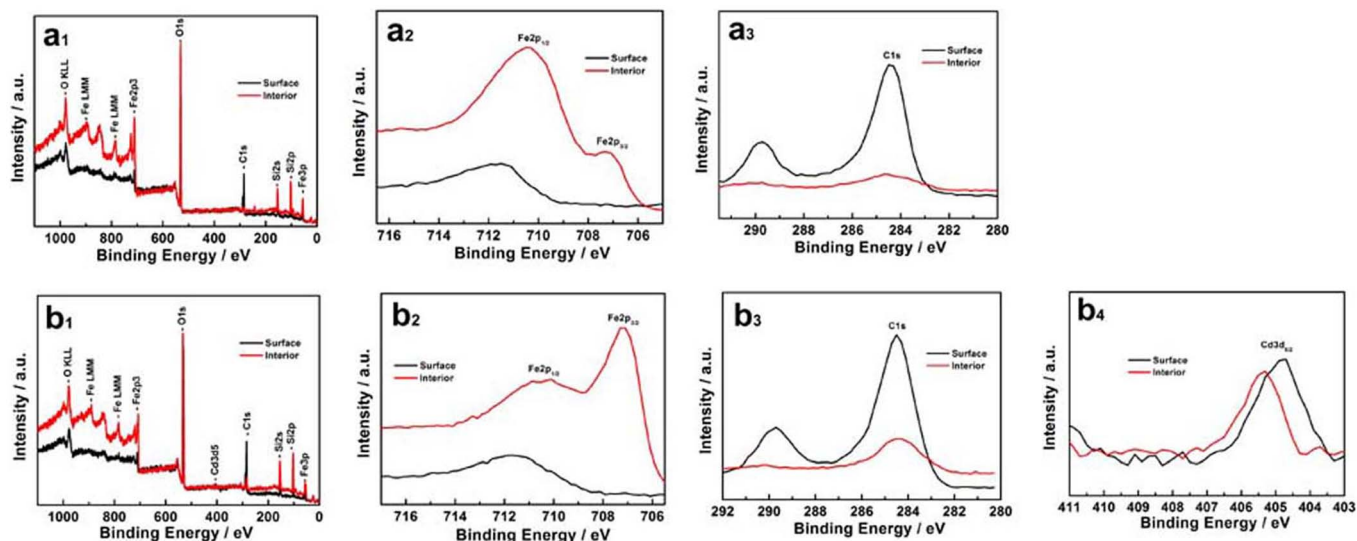 a1
O KLL
Fe LMM
Fe LMM
Fe2p3
O1s
C1s
Si2s
Si2p
Fe3p
Surface
Interior
Intensity / a.u.
1000 800 600 400 200 0
Binding Energy / eV
a2
Fe2p1/2
Fe2p3/2
Surface
Interior
Intensity / a.u.
716 714 712 710 708 706
Binding Energy / eV
a3
C1s
Surface
Interior
Intensity / a.u.
290 288 286 284 282 280
Binding Energy / eV
b1
O KLL
Fe LMM
Fe LMM
Fe2p3
O1s
Cd3d5
C1s
Si2s
Si2p
Fe3p
Surface
Interior
Intensity / a.u.
1000 800 600 400 200 0
Binding Energy / eV
b2
Surface
Interior
Fe2p1/2
Fe2p3/2
Intensity / a.u.
716 714 712 710 708 706
Binding Energy / eV
b3
C1s
Surface
Interior
Intensity / a.u.
292 290 288 286 284 282 280
Binding Energy / eV
b4
Cd3d5/2
Surface
Interior
Intensity / a.u.
411 410 409 408 407 406 405 404 403
Binding Energy / eV